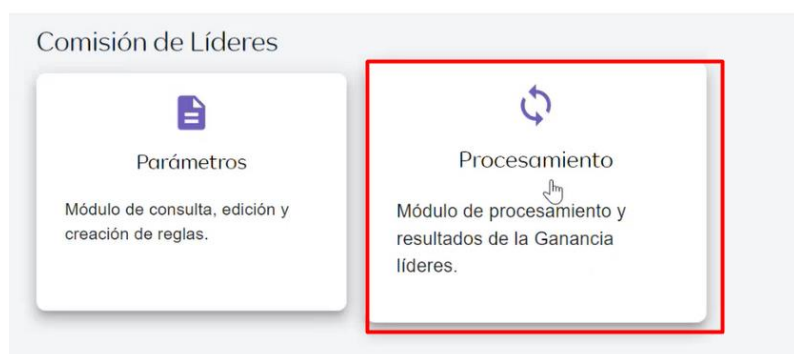 Comisión de Líderes
Parámetros
Módulo de consulta, edición y
creación de reglas.
Procesamiento
Módulo de procesamiento y
resultados de la Ganancia
líderes.